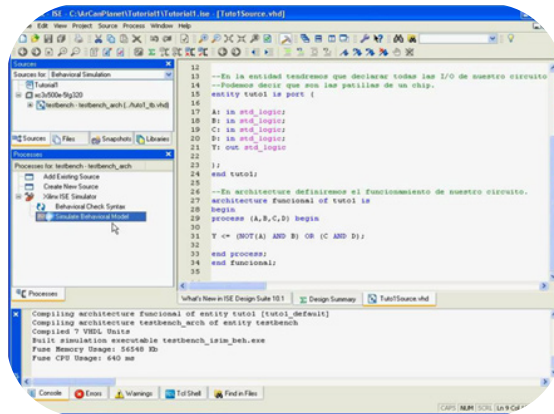 - ISE - C:\ArCanPlanet\Tutorial1\Tutorial1.ise - [Tuto1Source.vhd]
Edit View Project Source Process Window Help
Sources
Sources for: Behavioral Simulation
Tutorial1
xc3s500e-5fg320
testbench - testbench_arch (../tuto1_tb.vhd)
Sources Files Snapshots Libraries
Processes
Processes for: testbench - testbench_arch
Add Existing Source
Create New Source
Xilinx ISE Simulator
Behavioral Check Syntax
Simulate Behavioral Model
Processes
12
13 --En la entidad tendremos que declarar todas las I/O de nuestro circuito
14 --Podemos decir que son las patillas de un chip.
15 entity tuto1 is port (
16
17 A: in std_logic;
18 B: in std_logic;
19 C: in std_logic;
20 D: in std_logic;
21 Y: out std_logic
22
23 );
24 end tuto1;
25
26 --En architecture definiremos el funcionamiento de nuestro circuito.
27 architecture funcional of tuto1 is
28 begin
29 process (A,B,C,D) begin
30
31 Y <= (NOT(A) AND B) OR (C AND D);
32
33 end process;
34 end funcional;
35
What's New in ISE Design Suite 10.1 Design Summary Tuto1Source.vhd
Compiling architecture funcional of entity tuto1 [tuto1_default]
Compiling architecture testbench_arch of entity testbench
Compiled 7 VHDL Units
Built simulation executable testbench_isim_beh.exe
Fuse Memory Usage: 56548 Kb
Fuse CPU Usage: 640 ms
Console Errors Warnings Tcl Shell Find in Files
CAPS NUM SCRL Ln 9 Col